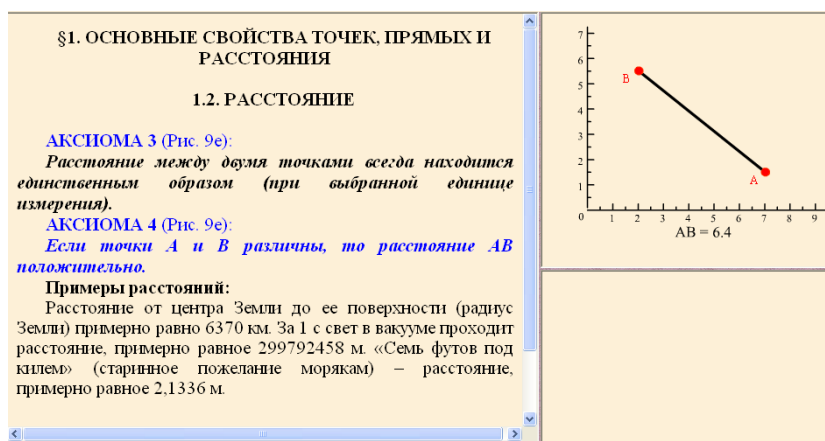 §1. ОСНОВНЫЕ СВОЙСТВА ТОЧЕК, ПРЯМЫХ И
РАССТОЯНИЯ
1.2. РАССТОЯНИЕ
АКСИОМА 3 (Рис. 9е):
Расстояние между двумя точками всегда находится
единственным образом (при выбранной единице
измерения).
АКСИОМА 4 (Рис. 9е):
Если точки А и В различны, то расстояние АВ
положительно.
Примеры расстояний:
Расстояние от центра Земли до ее поверхности (радиус
Земли) примерно равно 6370 км. За 1 с свет в вакууме проходит
расстояние, примерно равное 299792458 м. «Семь футов под
килем» (старинное пожелание морякам) – расстояние,
примерно равное 2,1336 м.
7
6
5
4
3
2
1
B
A
0 1 2 3 4 5 6 7 8 9
AB = 6.4